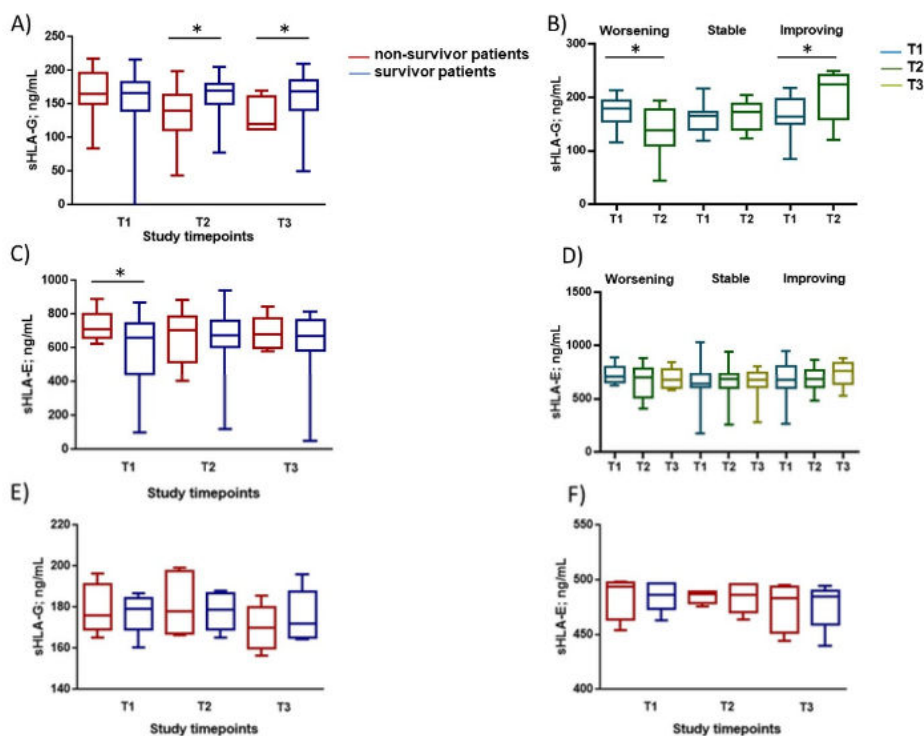 A)
* *
sHLA-G; ng/mL
250
200
150
100
50
0
T1 T2 T3
Study timepoints
non-survivor patients
survivor patients
B)
Worsening Stable Improving
* *
sHLA-G; ng/mL
300
200
100
0
T1 T2 T1 T2 T1 T2
T1
T2
T3
C)
*
sHLA-E; ng/mL
1000
800
600
400
200
0
T1 T2 T3
Study timepoints
D)
Worsening Stable Improving
sHLA-E; ng/mL
1500
1000
500
0
T1 T2 T3 T1 T2 T3 T1 T2 T3
E)
sHLA-G; ng/mL
220
200
180
160
140
T1 T2 T3
Study timepoints
F)
sHLA-E; ng/mL
550
500
450
400
T1 T2 T3
Study timepoints